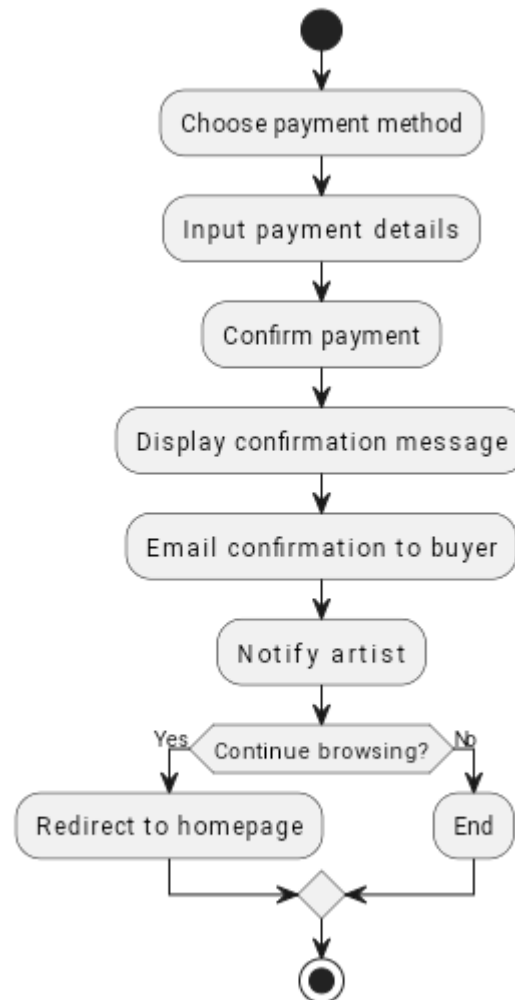 Choose payment method
Input payment details
Confirm payment
Display confirmation message
Email confirmation to buyer
Notify artist
Yes
Continue browsing?
No
Redirect to homepage
End